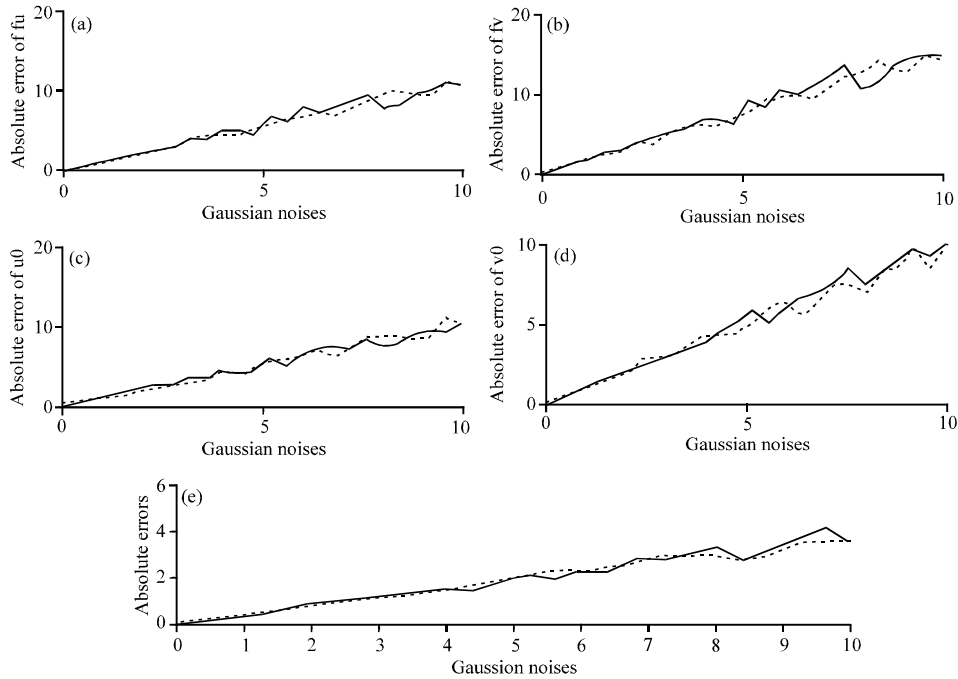 (a)
Absolute error of fu
20
10
0
0 5 10
Gaussian noises
(b)
Absolute error of fv
20
10
0
0 5 10
Gaussian noises
(c)
Absolute error of u0
20
10
0
0 5 10
Gaussian noises
(d)
Absolute error of v0
10
5
0
0 5 10
Gaussian noises
(e)
Absolute errors
6
4
2
0
0 1 2 3 4 5 6 7 8 9 10
Gaussion noises